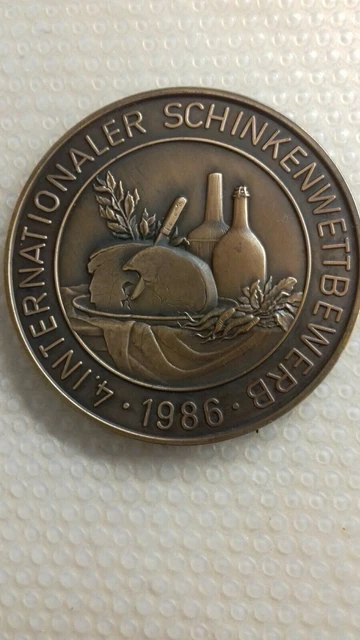 4. INTERNATIONALER SCHINKENWETTBEWERB
· 1986 ·